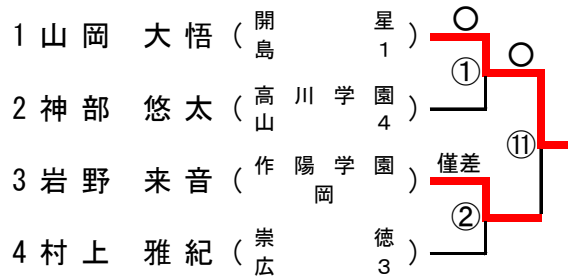 1 山岡 大悟 (開星 島1) 〇
① 〇
2 神部 悠太 (高川学園 山4)
⑪
3 岩野 来音 (作陽学園 岡) 僅差
②
4 村上 雅紀 (崇徳 広3)